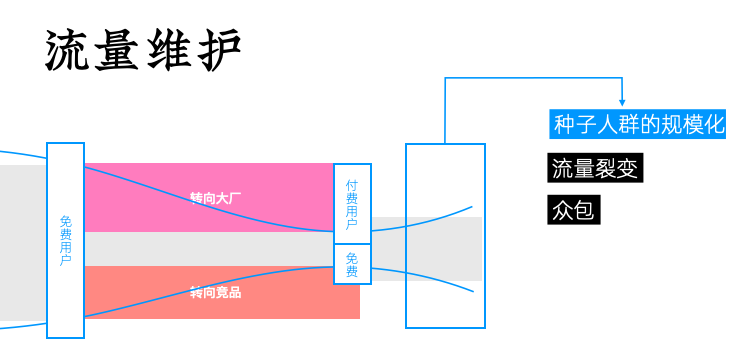 流量维护
种子人群的规模化
流量裂变
众包
免费用户
转向大厂
付费用户
免费
转向竟品